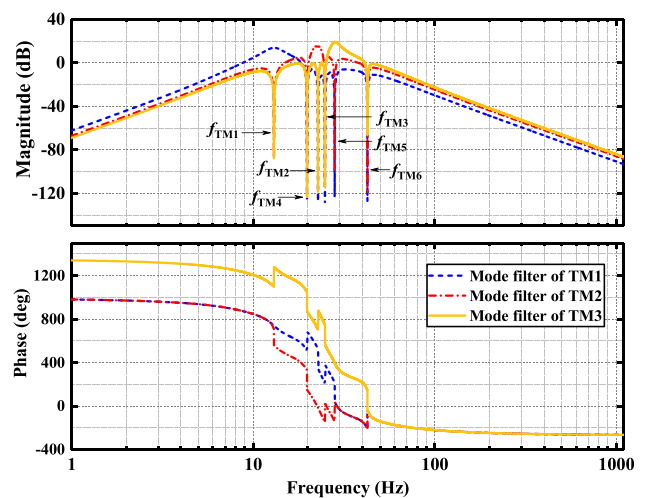 40
0
-40
-80
-120
Magnitude (dB)
fTM1
fTM2
fTM4
fTM3
fTM5
fTM6
1200
800
400
0
-400
Phase (deg)
Mode filter of TM1
Mode filter of TM2
Mode filter of TM3
1
10
100
1000
Frequency (Hz)